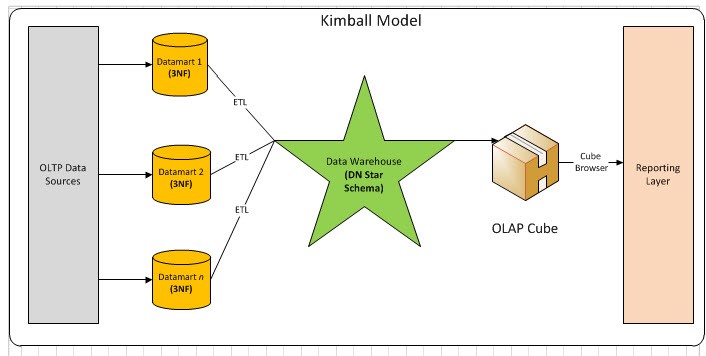 Kimball Model
OLTP Data
Sources
Datamart 1
(3NF)
ETL
Datamart 2
(3NF)
ETL
Datamart n
(3NF)
ETL
Data Warehouse
(DN Star
Schema)
OLAP Cube
Cube
Browser
Reporting
Layer